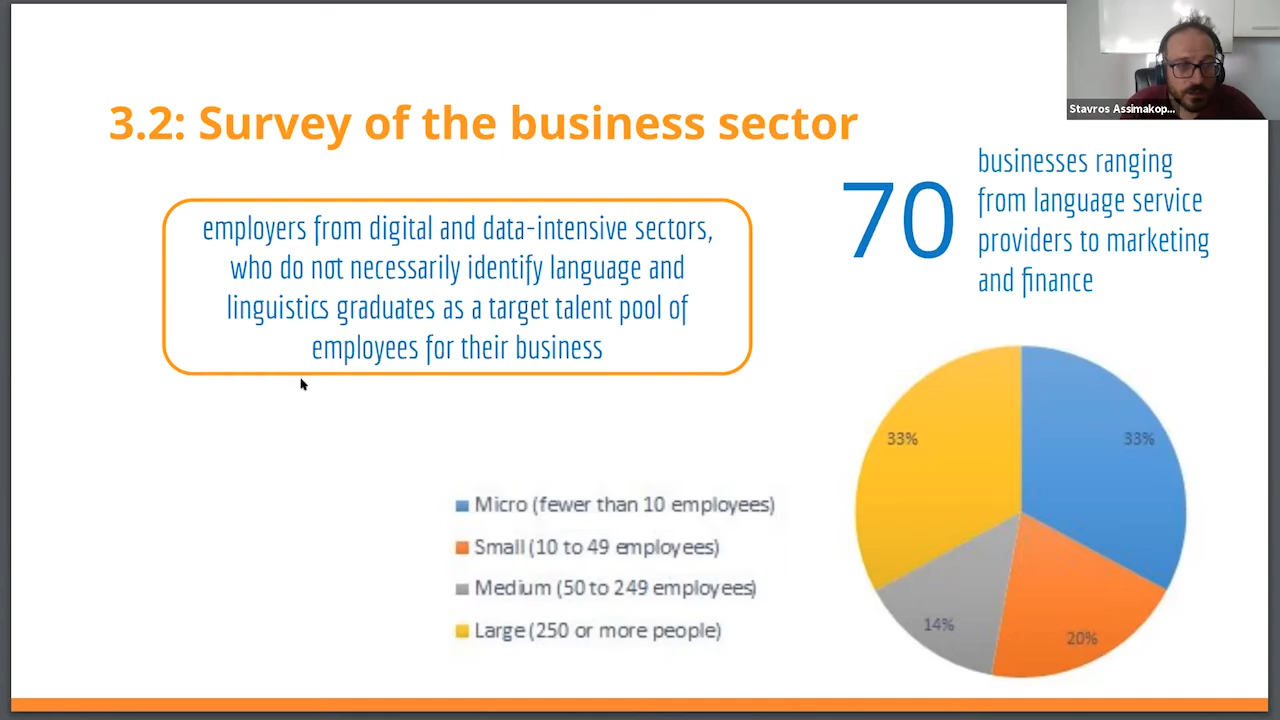 Stavros Assimakop...
3.2: Survey of the business sector
employers from digital and data-intensive sectors,
who do not necessarily identify language and
linguistics graduates as a target talent pool of
employees for their business
70
businesses ranging
from language service
providers to marketing
and finance
Micro (fewer than 10 employees)
Small (10 to 49 employees)
Medium (50 to 249 employees)
Large (250 or more people)
33%
33%
14%
20%